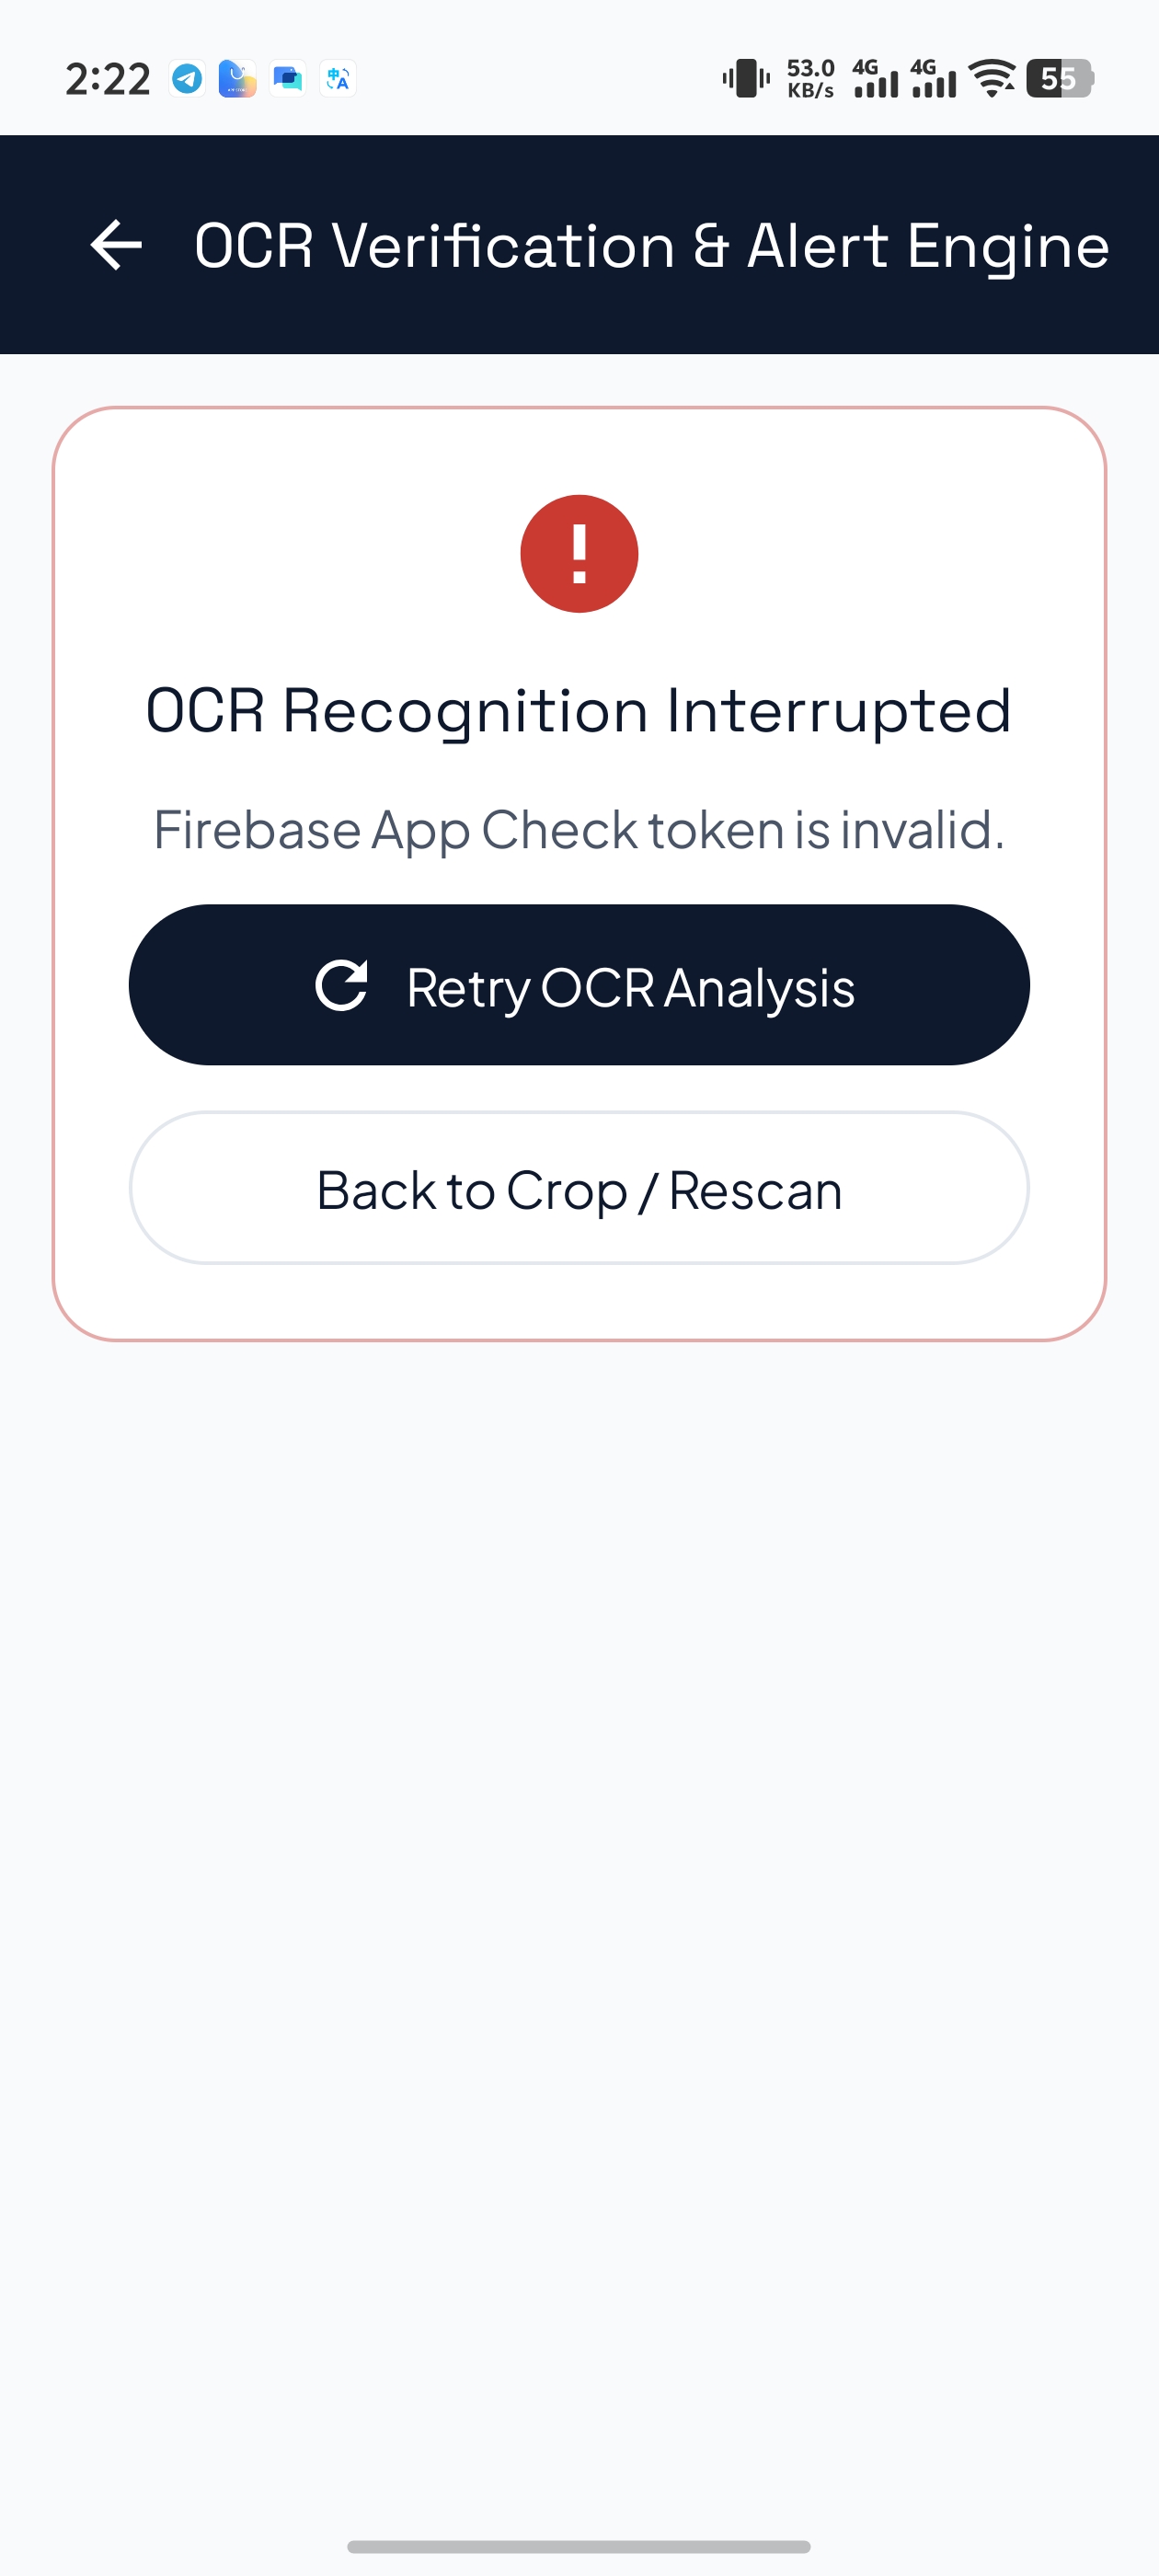 2:22
53.0 KB/s 4G 4G 55
OCR Verification & Alert Engine
OCR Recognition Interrupted
Firebase App Check token is invalid.
Retry OCR Analysis
Back to Crop / Rescan